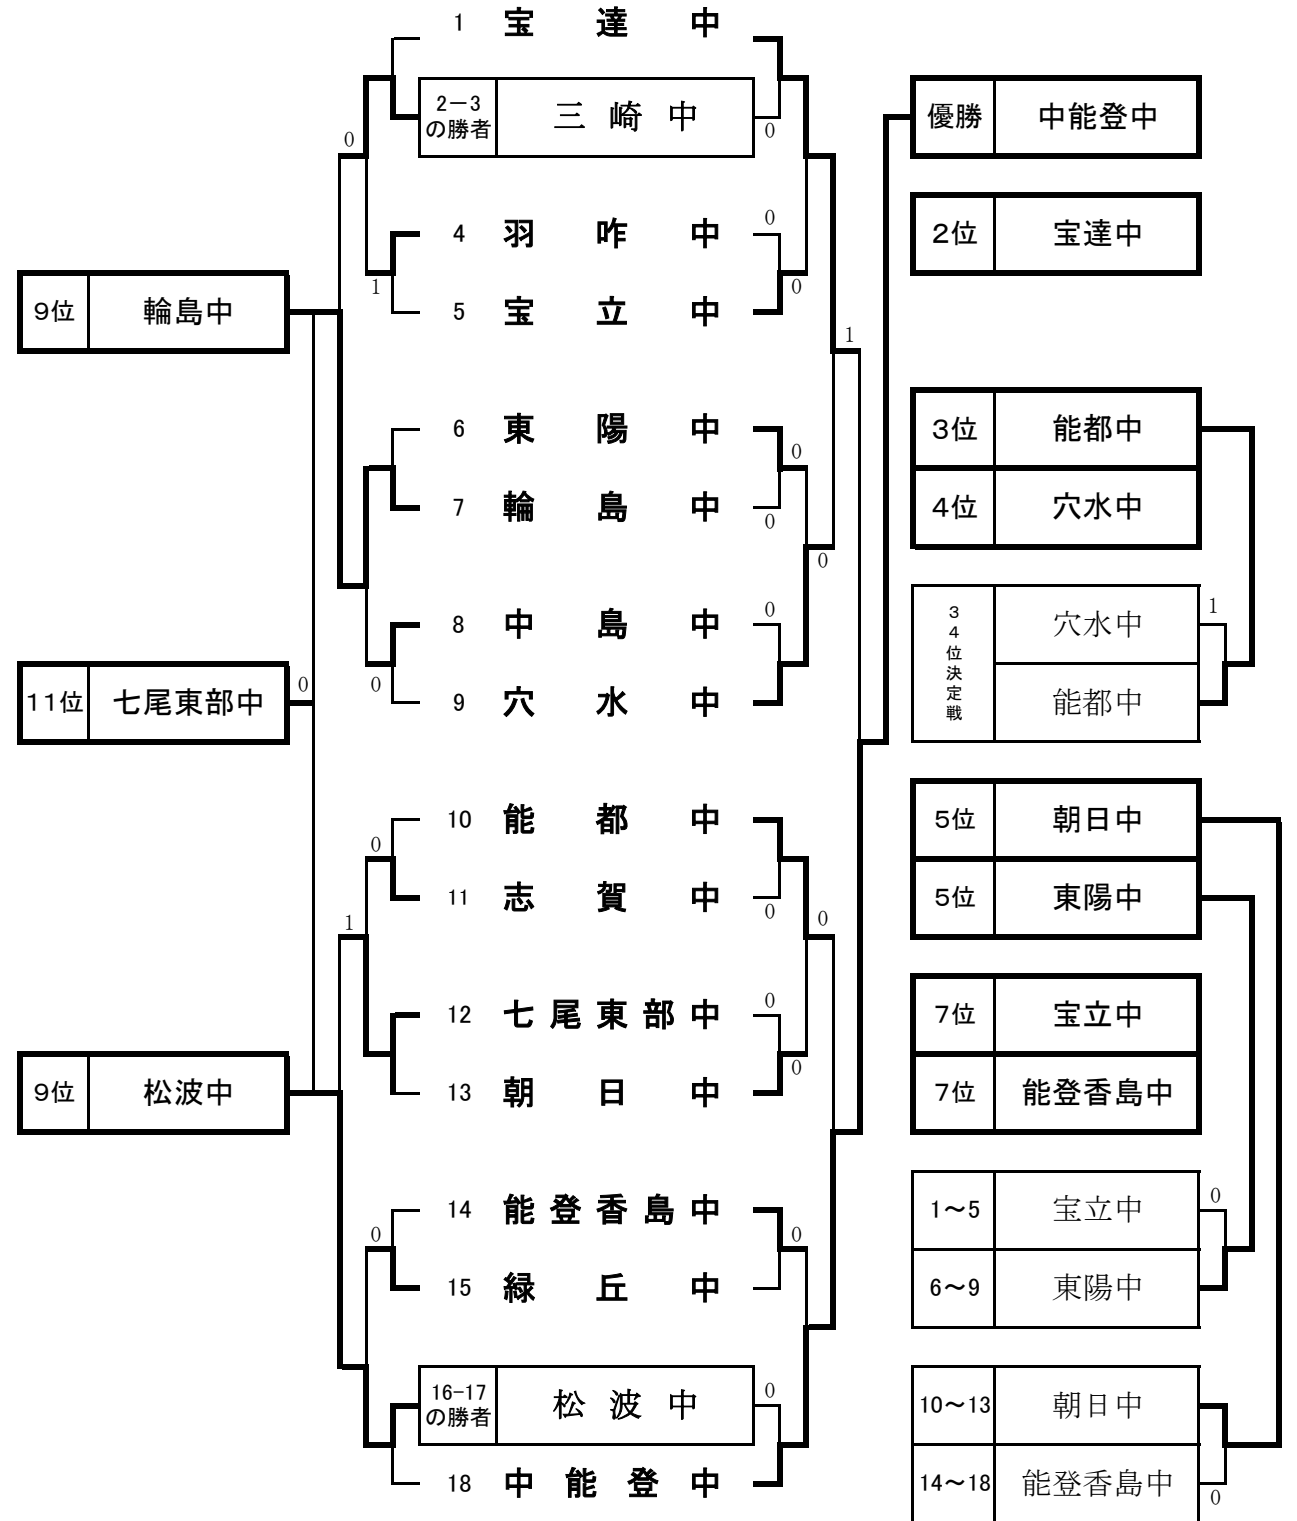 1 宝達中
2－3の勝者 三崎中
0
0
4 羽咋中
0
1
5 宝立中
0
6 東陽中
0
7 輪島中
0
8 中島中
0
0
9 穴水中
0
10 能都中
0
11 志賀中
0
12 七尾東部中
0
13 朝日中
0
14 能登香島中
0
0
15 緑丘中
16−17の勝者 松波中
0
18 中能登中
1
0
1
0
9位 輪島中
11位 七尾東部中
0
9位 松波中
優勝 中能登中
2位 宝達中
3位 能都中
4位 穴水中
34位決定戦
穴水中
1
能都中
5位 朝日中
5位 東陽中
7位 宝立中
7位 能登香島中
1～5 宝立中
0
6～9 東陽中
10～13 朝日中
14～18 能登香島中
0